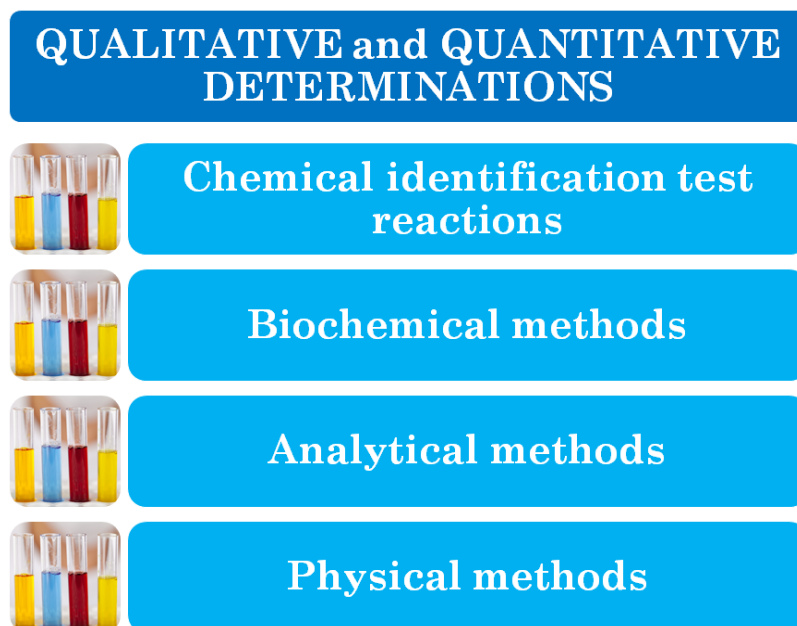 QUALITATIVE and QUANTITATIVE
DETERMINATIONS
Chemical identification test
reactions
Biochemical methods
Analytical methods
Physical methods